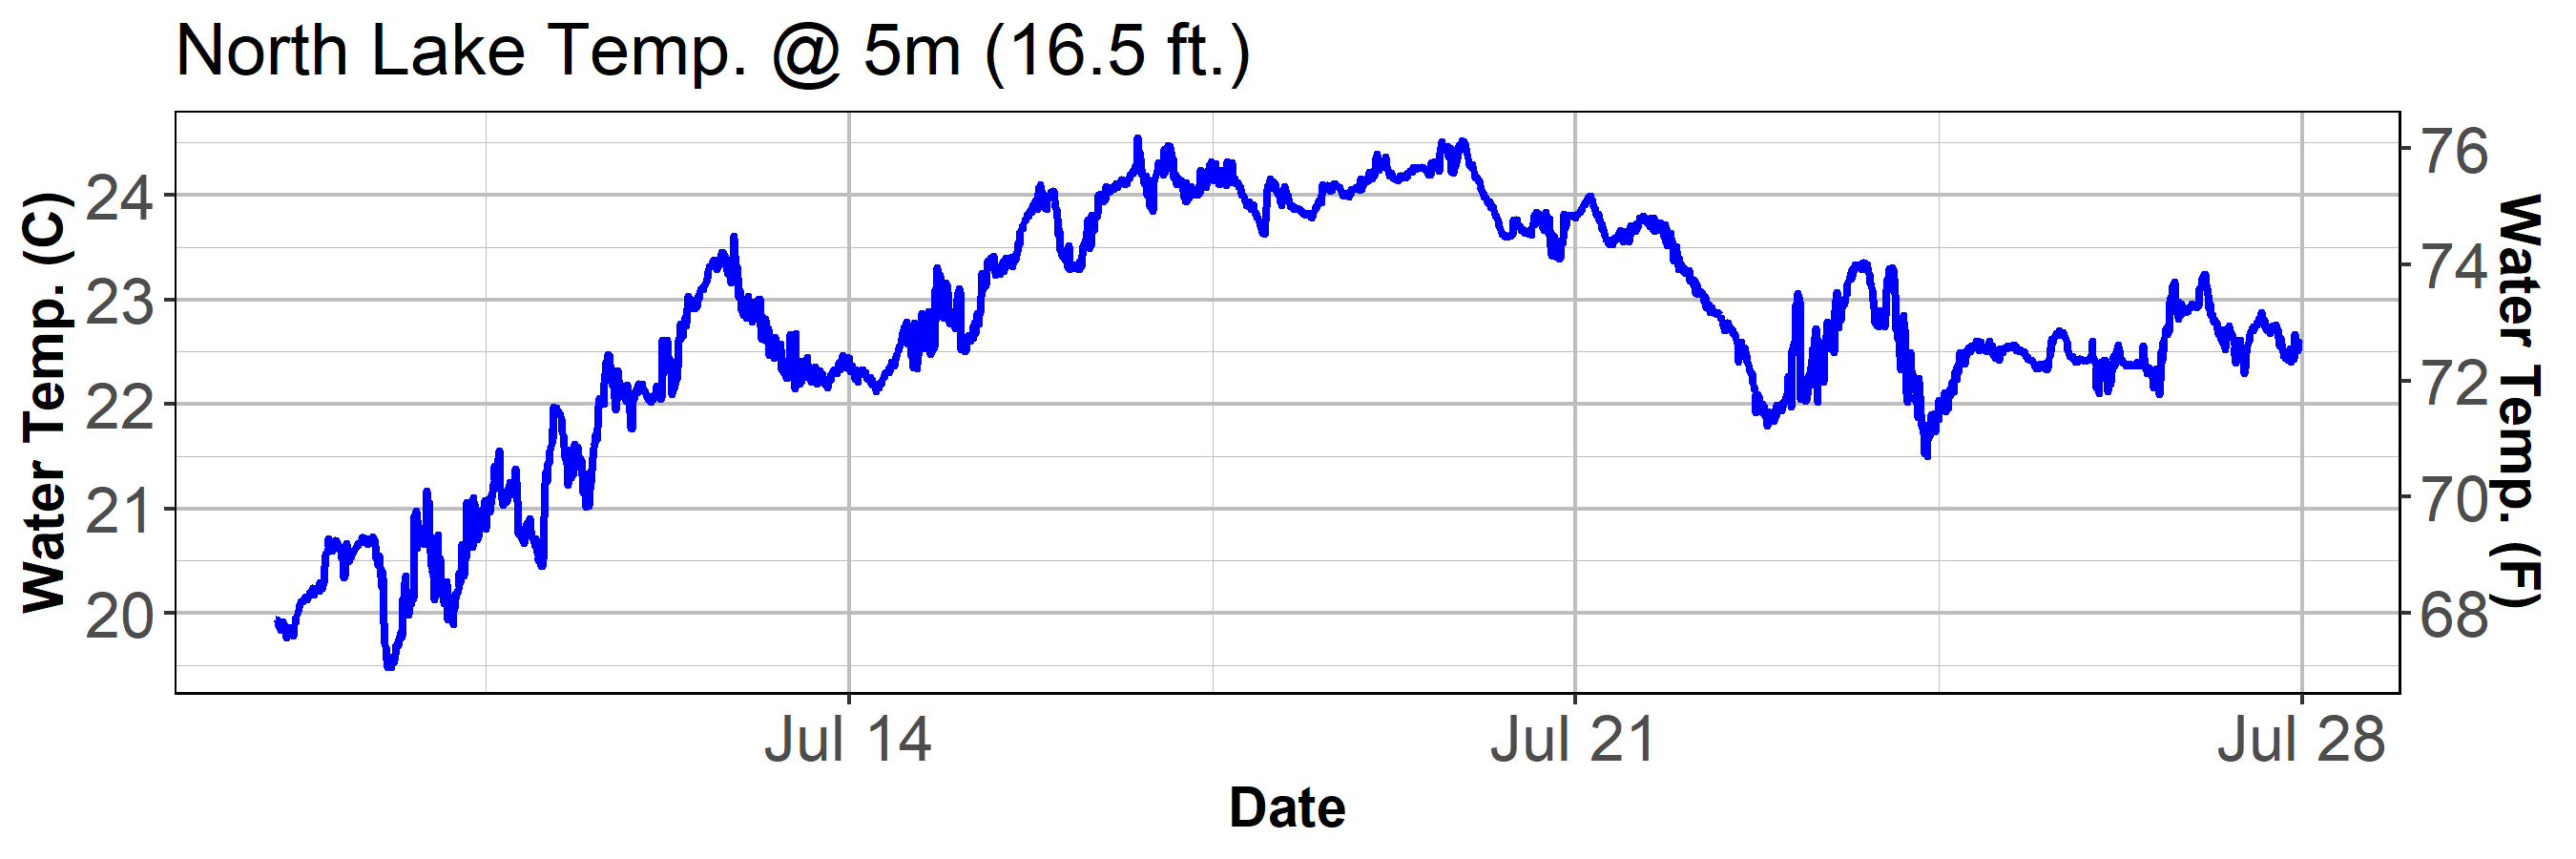 North Lake Temp. @ 5m (16.5 ft.)
Water Temp. (C)
24
23
22
21
20
76
74
72
70
68
Water Temp. (F)
Jul 14
Jul 21
Jul 28
Date